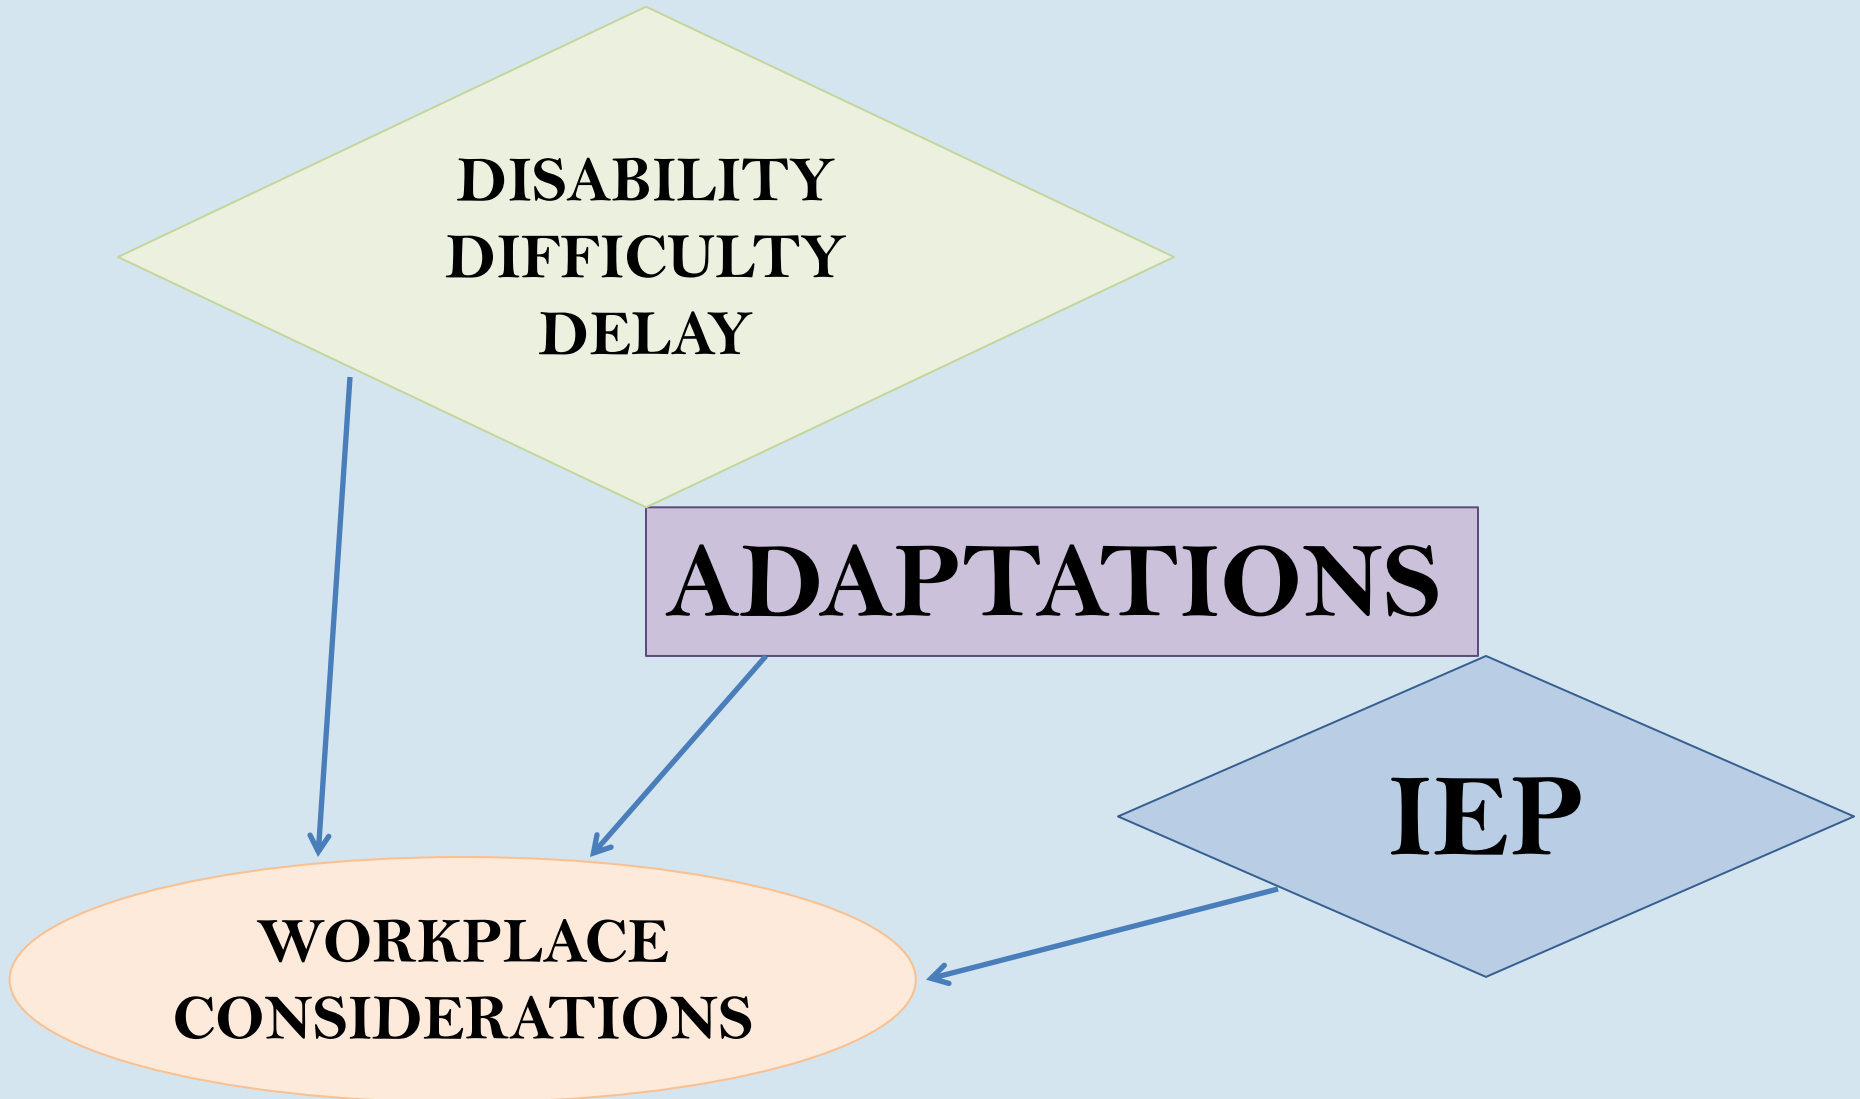 DISABILITY
DIFFICULTY
DELAY
ADAPTATIONS
IEP
WORKPLACE
CONSIDERATIONS